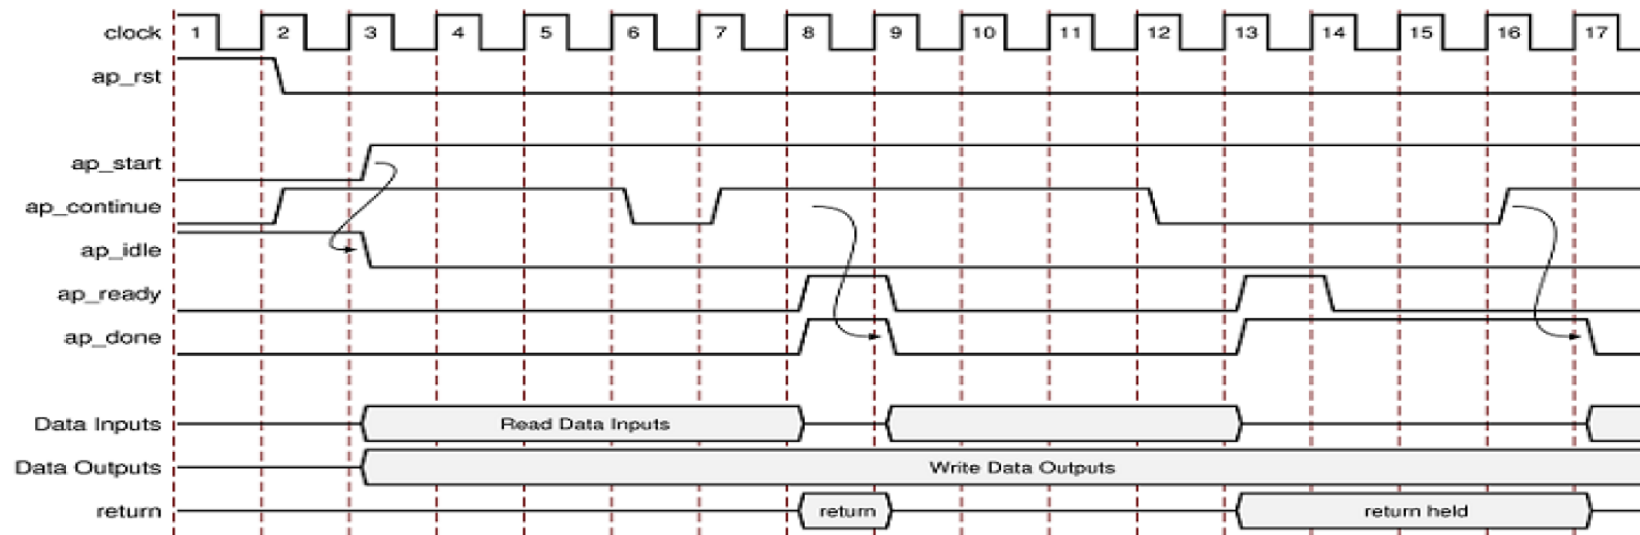 clock 1 2 3 4 5 6 7 8 9 10 11 12 13 14 15 16 17
ap_rst
ap_start
ap_continue
ap_idle
ap_ready
ap_done
Data Inputs Read Data Inputs
Data Outputs Write Data Outputs
return return return held